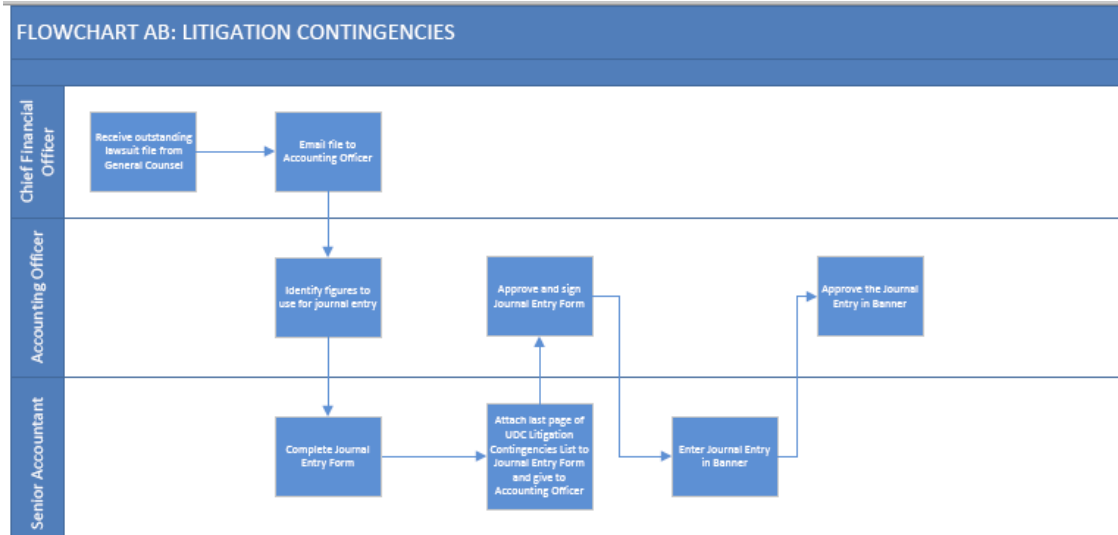 FLOWCHART AB: LITIGATION CONTINGENCIES
Chief Financial
Officer
Receive outstanding
lawsuit file from
General Counsel
Email file to
Accounting Officer
Accounting Officer
Identify figures to
use for journal entry
Approve and sign
Journal Entry Form
Approve the Journal
Entry in Banner
Senior Accountant
Complete Journal
Entry Form
Attach last page of
UDC Litigation
Contingencies List to
Journal Entry Form
and give to
Accounting Officer
Enter Journal Entry
in Banner